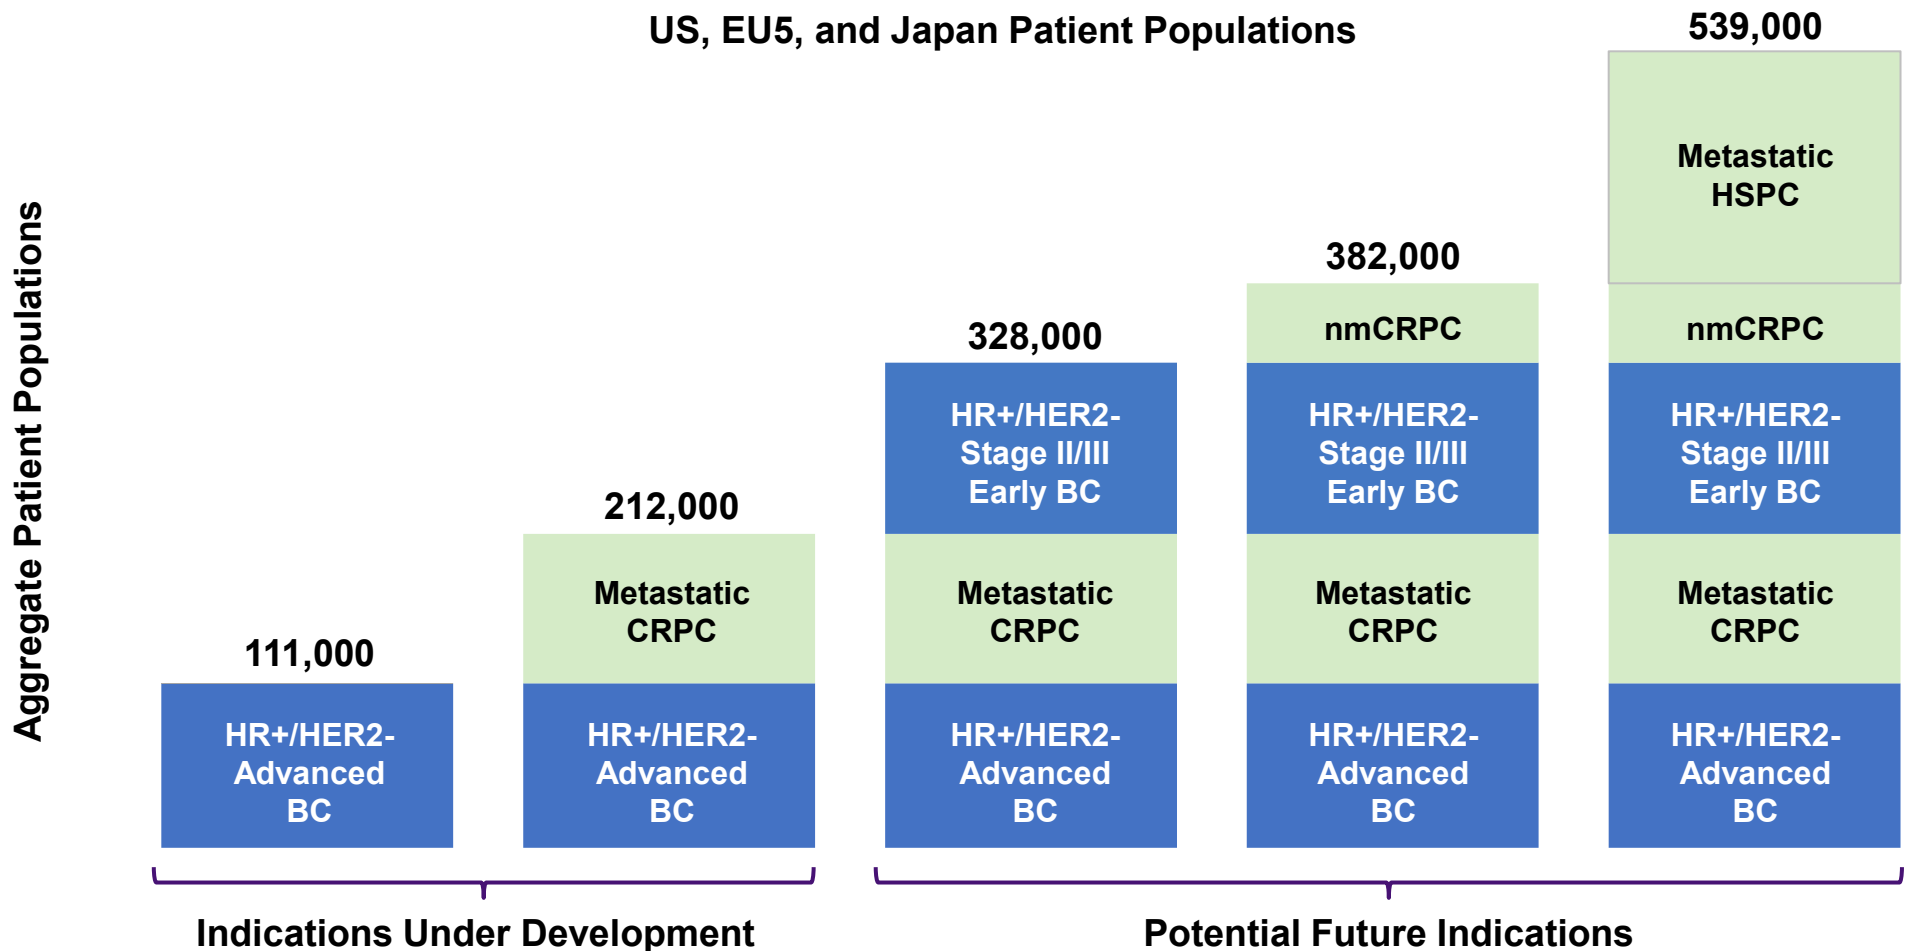 US, EU5, and Japan Patient Populations
Aggregate Patient Populations
111,000
HR+/HER2-
Advanced
BC
212,000
Metastatic
CRPC
HR+/HER2-
Advanced
BC
328,000
HR+/HER2-
Stage II/III
Early BC
Metastatic
CRPC
HR+/HER2-
Advanced
BC
382,000
nmCRPC
HR+/HER2-
Stage II/III
Early BC
Metastatic
CRPC
HR+/HER2-
Advanced
BC
539,000
Metastatic
HSPC
nmCRPC
HR+/HER2-
Stage II/III
Early BC
Metastatic
CRPC
HR+/HER2-
Advanced
BC
Indications Under Development
Potential Future Indications